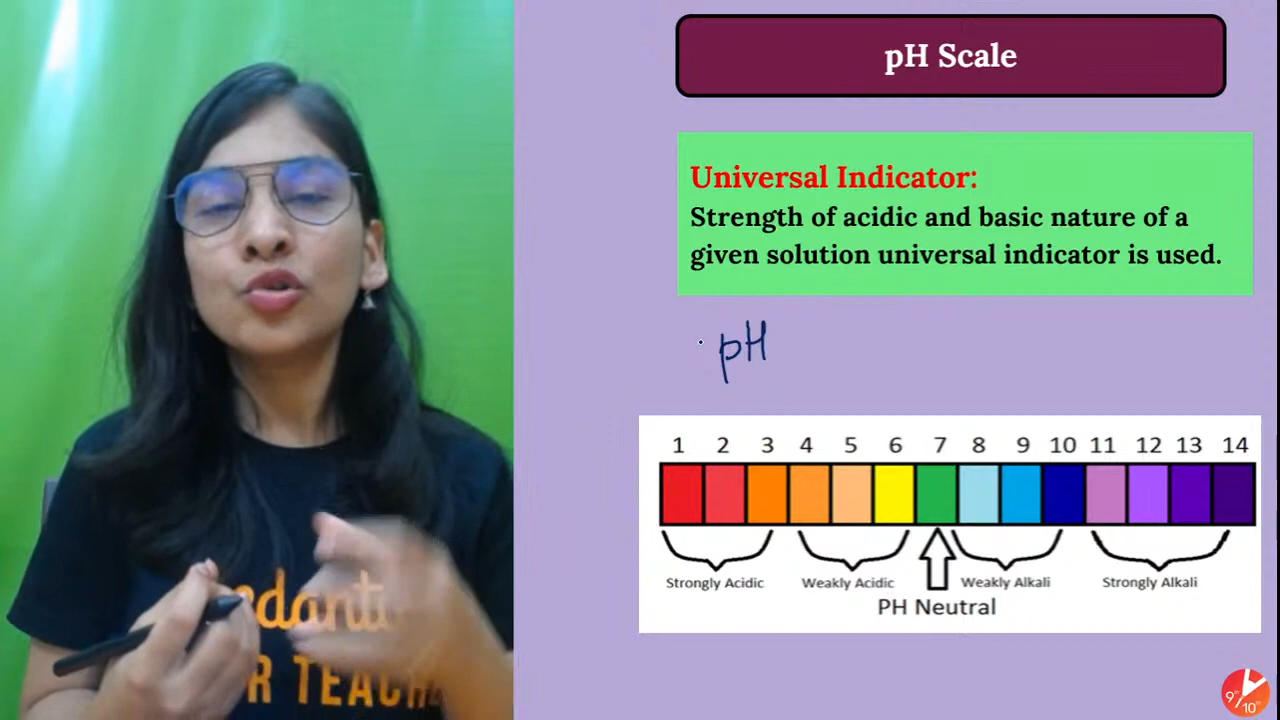 pH Scale
Universal Indicator:
Strength of acidic and basic nature of a
given solution universal indicator is used.
pH
1 2 3 4 5 6 7 8 9 10 11 12 13 14
Strongly Acidic Weakly Acidic Weakly Alkali Strongly Alkali
PH Neutral
9th/10th